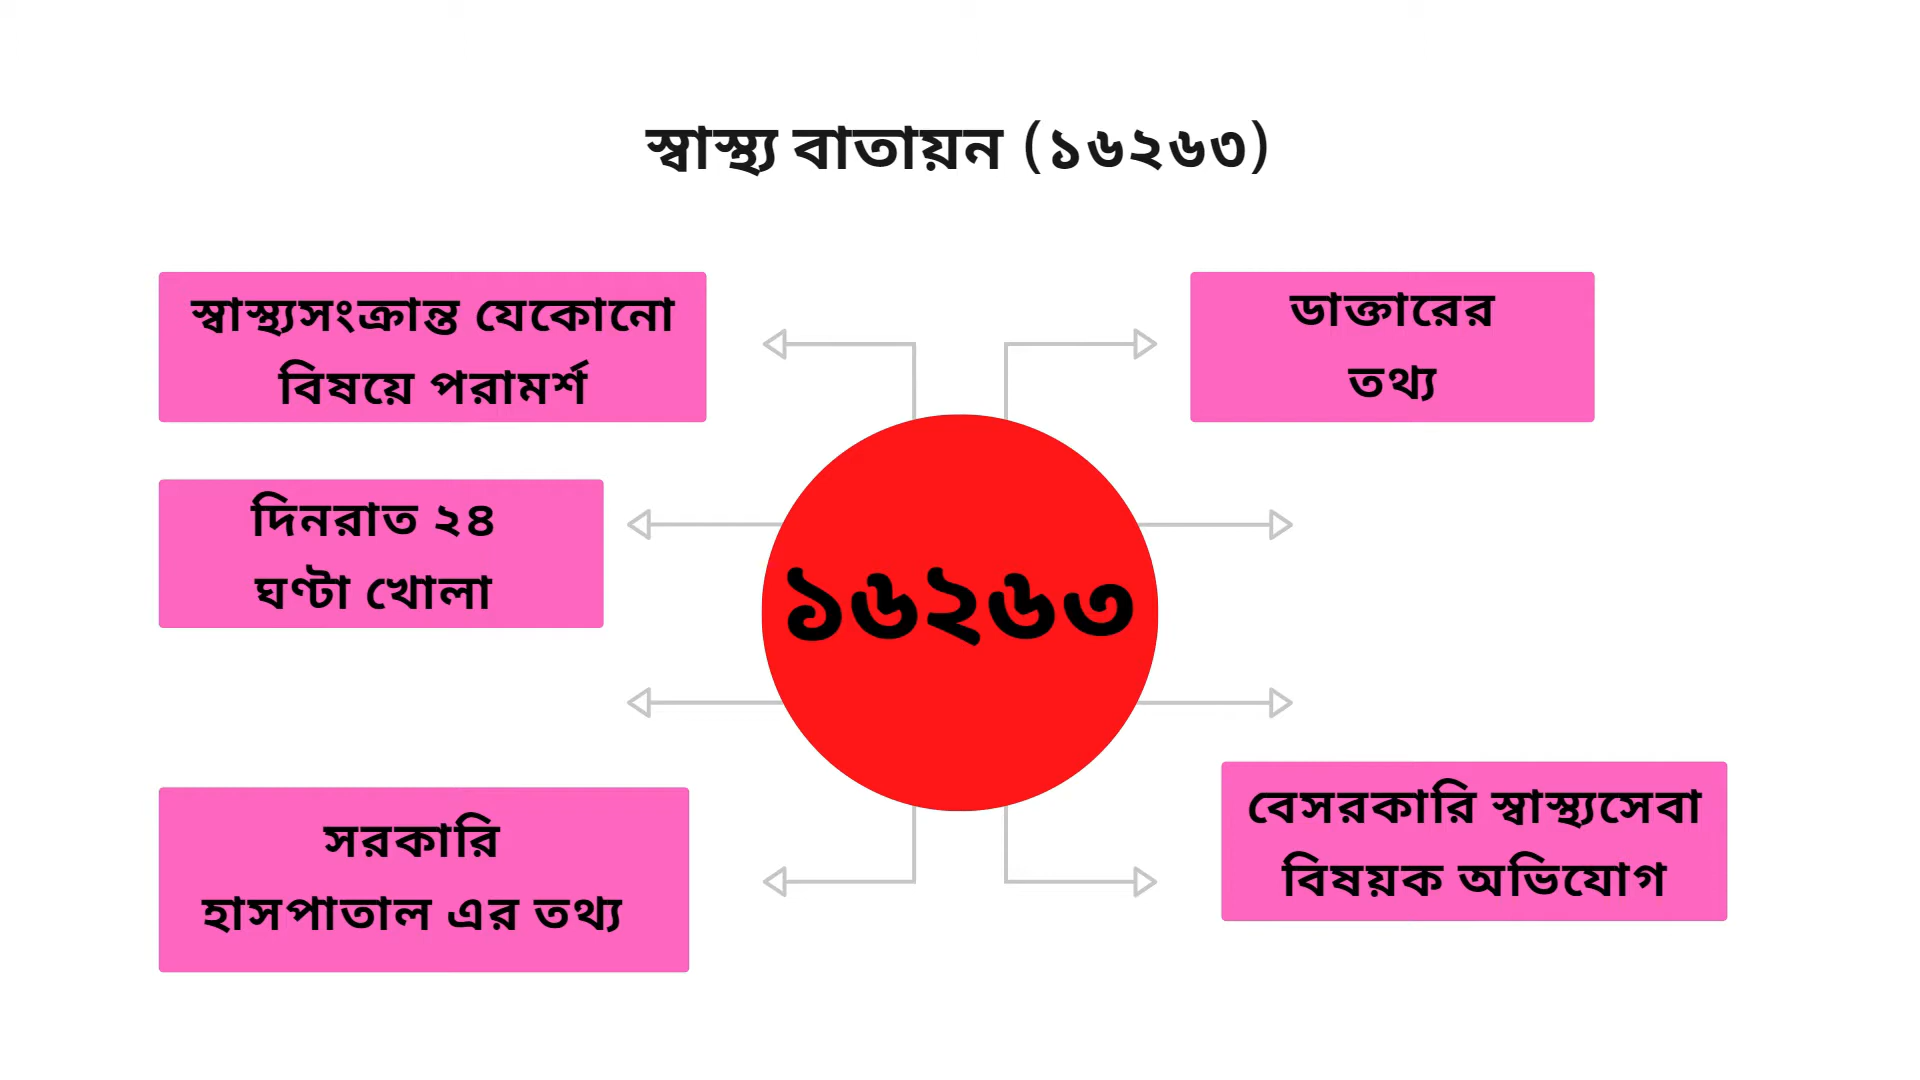 স্বাস্থ্য বাতায়ন (১৬২৬৩)
স্বাস্থ্যসংক্রান্ত যেকোনো
বিষয়ে পরামর্শ
ডাক্তারের
তথ্য
দিনরাত ২৪
ঘণ্টা খোলা
১৬২৬৩
সরকারি
হাসপাতাল এর তথ্য
বেসরকারি স্বাস্থ্যসেবা
বিষয়ক অভিযোগ